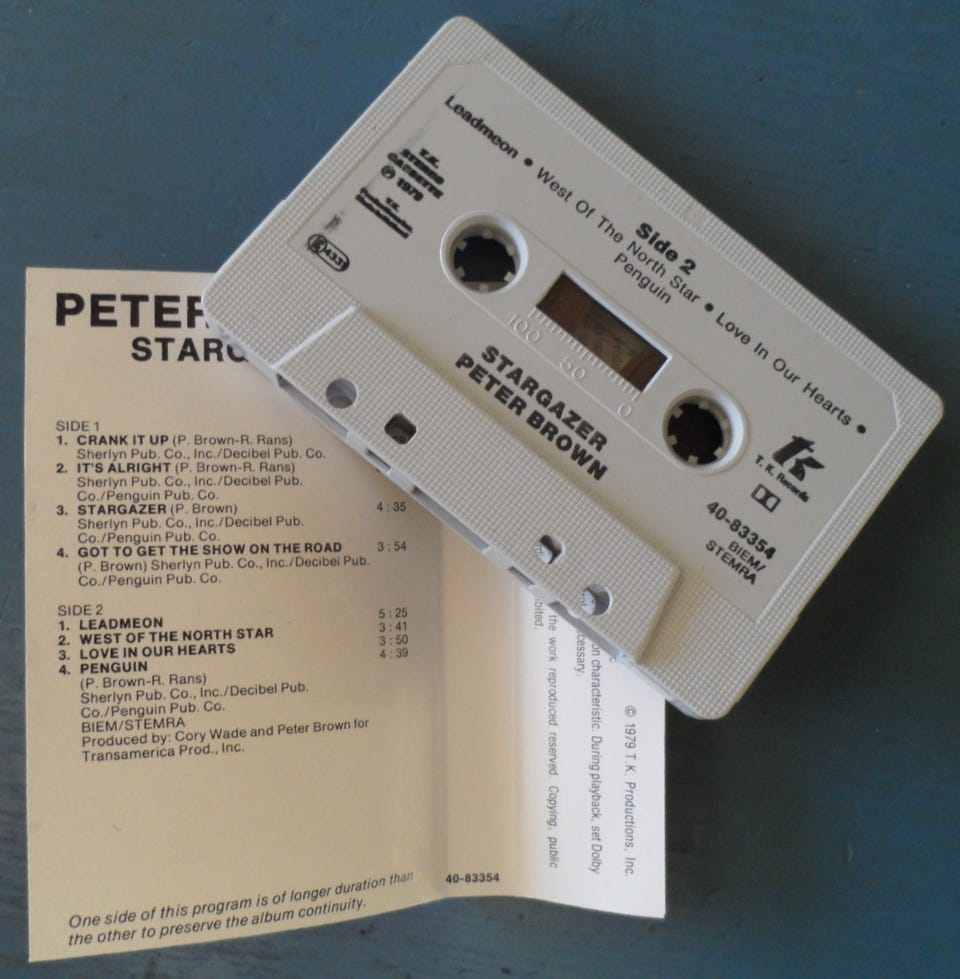 PETER
STARG
SIDE 1
1. CRANK IT UP (P. Brown-R. Rans)
Sherlyn Pub. Co., Inc./Decibel Pub. Co.
2. IT'S ALRIGHT (P. Brown-R. Rans)
Sherlyn Pub. Co., Inc./Decibel Pub.
Co./Penguin Pub. Co.
3. STARGAZER (P. Brown) 4:35
Sherlyn Pub. Co., Inc./Decibel Pub.
Co./Penguin Pub. Co.
4. GOT TO GET THE SHOW ON THE ROAD 3:54
(P. Brown) Sherlyn Pub. Co., Inc./Decibel Pub.
Co./Penguin Pub. Co.
SIDE 2
1. LEADMEON 5:25
2. WEST OF THE NORTH STAR 3:41
3. LOVE IN OUR HEARTS 3:50
4. PENGUIN 4:39
(P. Brown-R. Rans)
Sherlyn Pub. Co., Inc./Decibel Pub.
Co./Penguin Pub. Co.
BIEM/STEMRA
Produced by: Cory Wade and Peter Brown for
Transamerica Prod., Inc.
One side of this program is of longer duration than
the other to preserve the album continuity.
40-83354
bited.
the work reproduced reserved. Copying, public
cessary.
on characteristic. During playback, set Dolby
℗ 1979 T.K. Productions, Inc.
Side 2
Leadmeon • West Of The North Star • Love In Our Hearts •
Penguin
T.K.
STEREO
CASSETTE
℗ 1979
T.K.
433
100 50 0
STARGAZER
PETER BROWN
tk
T. K. Records
40-83354
BIEM/
STEMRA